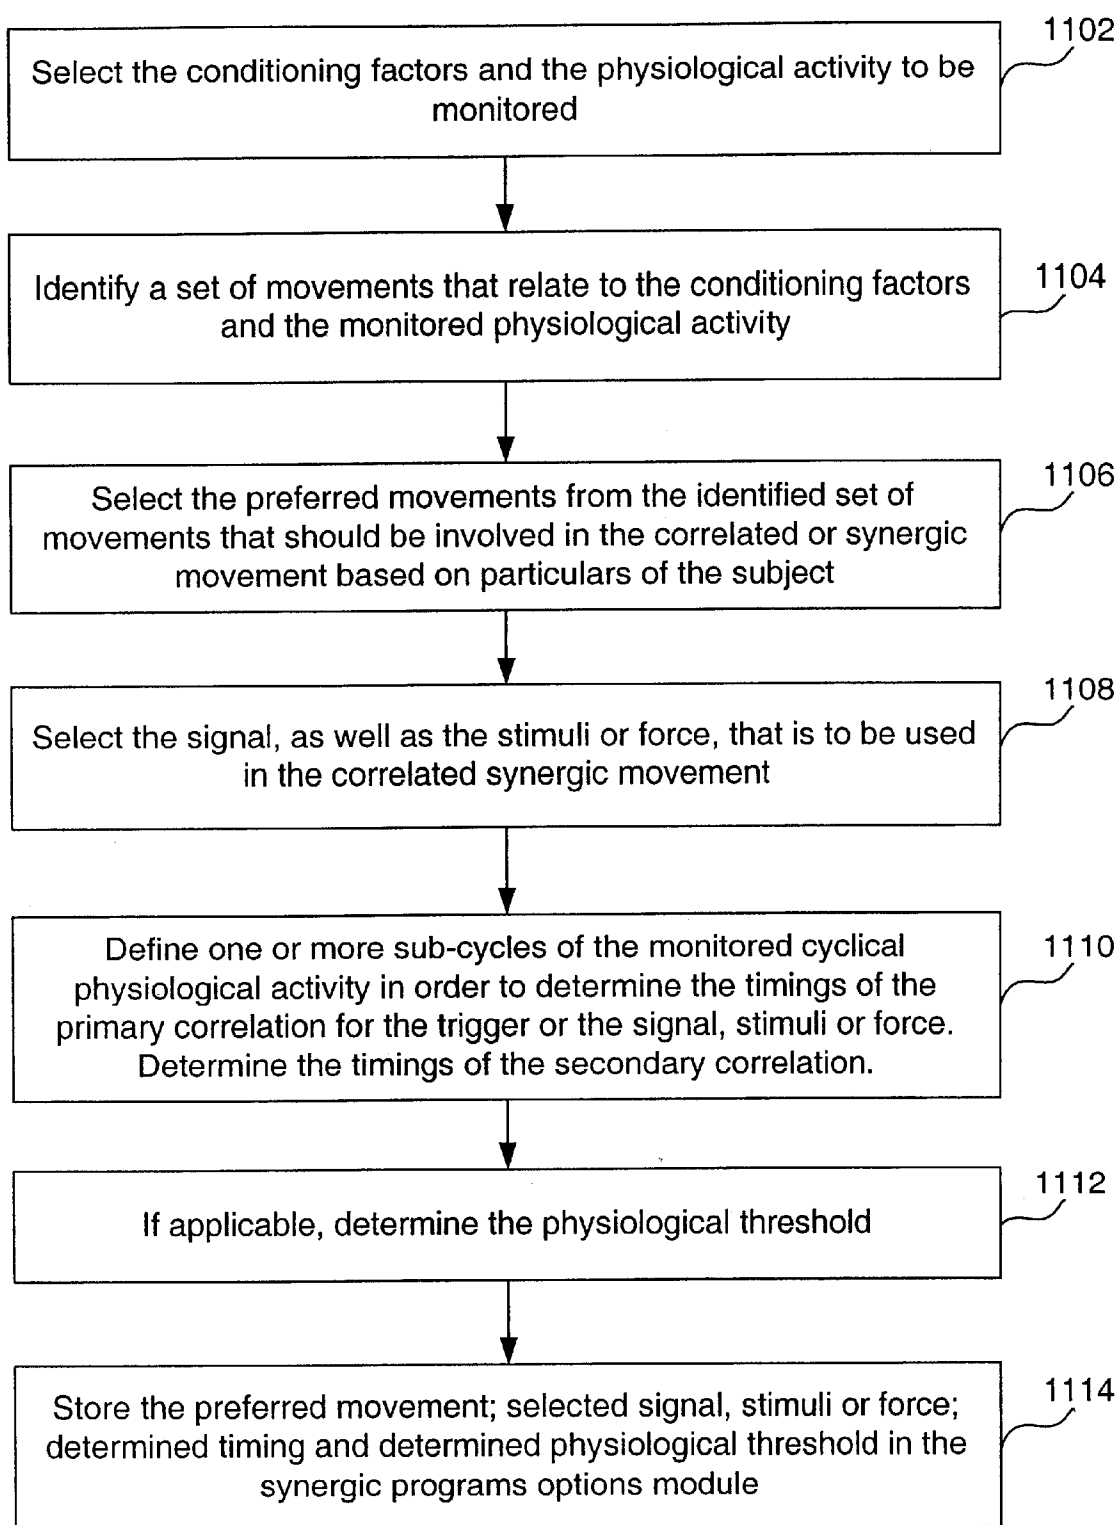 1102
Select the conditioning factors and the physiological activity to be
monitored
1104
Identify a set of movements that relate to the conditioning factors
and the monitored physiological activity
1106
Select the preferred movements from the identified set of
movements that should be involved in the correlated or synergic
movement based on particulars of the subject
1108
Select the signal, as well as the stimuli or force, that is to be used
in the correlated synergic movement
1110
Define one or more sub-cycles of the monitored cyclical
physiological activity in order to determine the timings of the
primary correlation for the trigger or the signal, stimuli or force.
Determine the timings of the secondary correlation.
1112
If applicable, determine the physiological threshold
1114
Store the preferred movement; selected signal, stimuli or force;
determined timing and determined physiological threshold in the
synergic programs options module